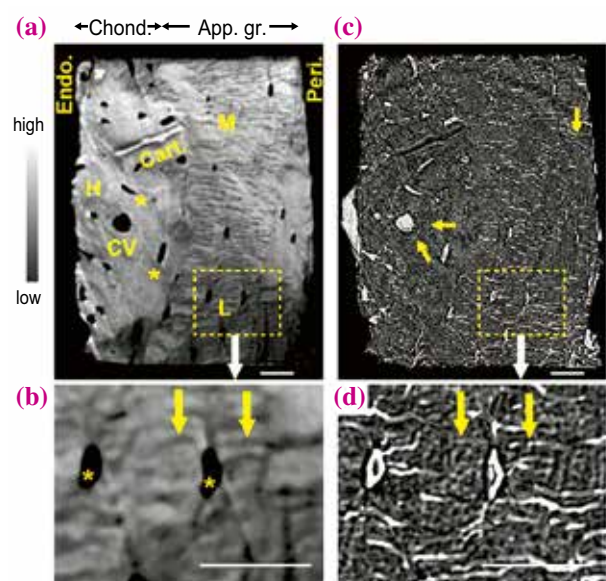 (a)
Chond.
App. gr.
(c)
Endo.
Peri.
high
low
M
Cart.
H
*
CV
*
L
(b)
(d)
*
*